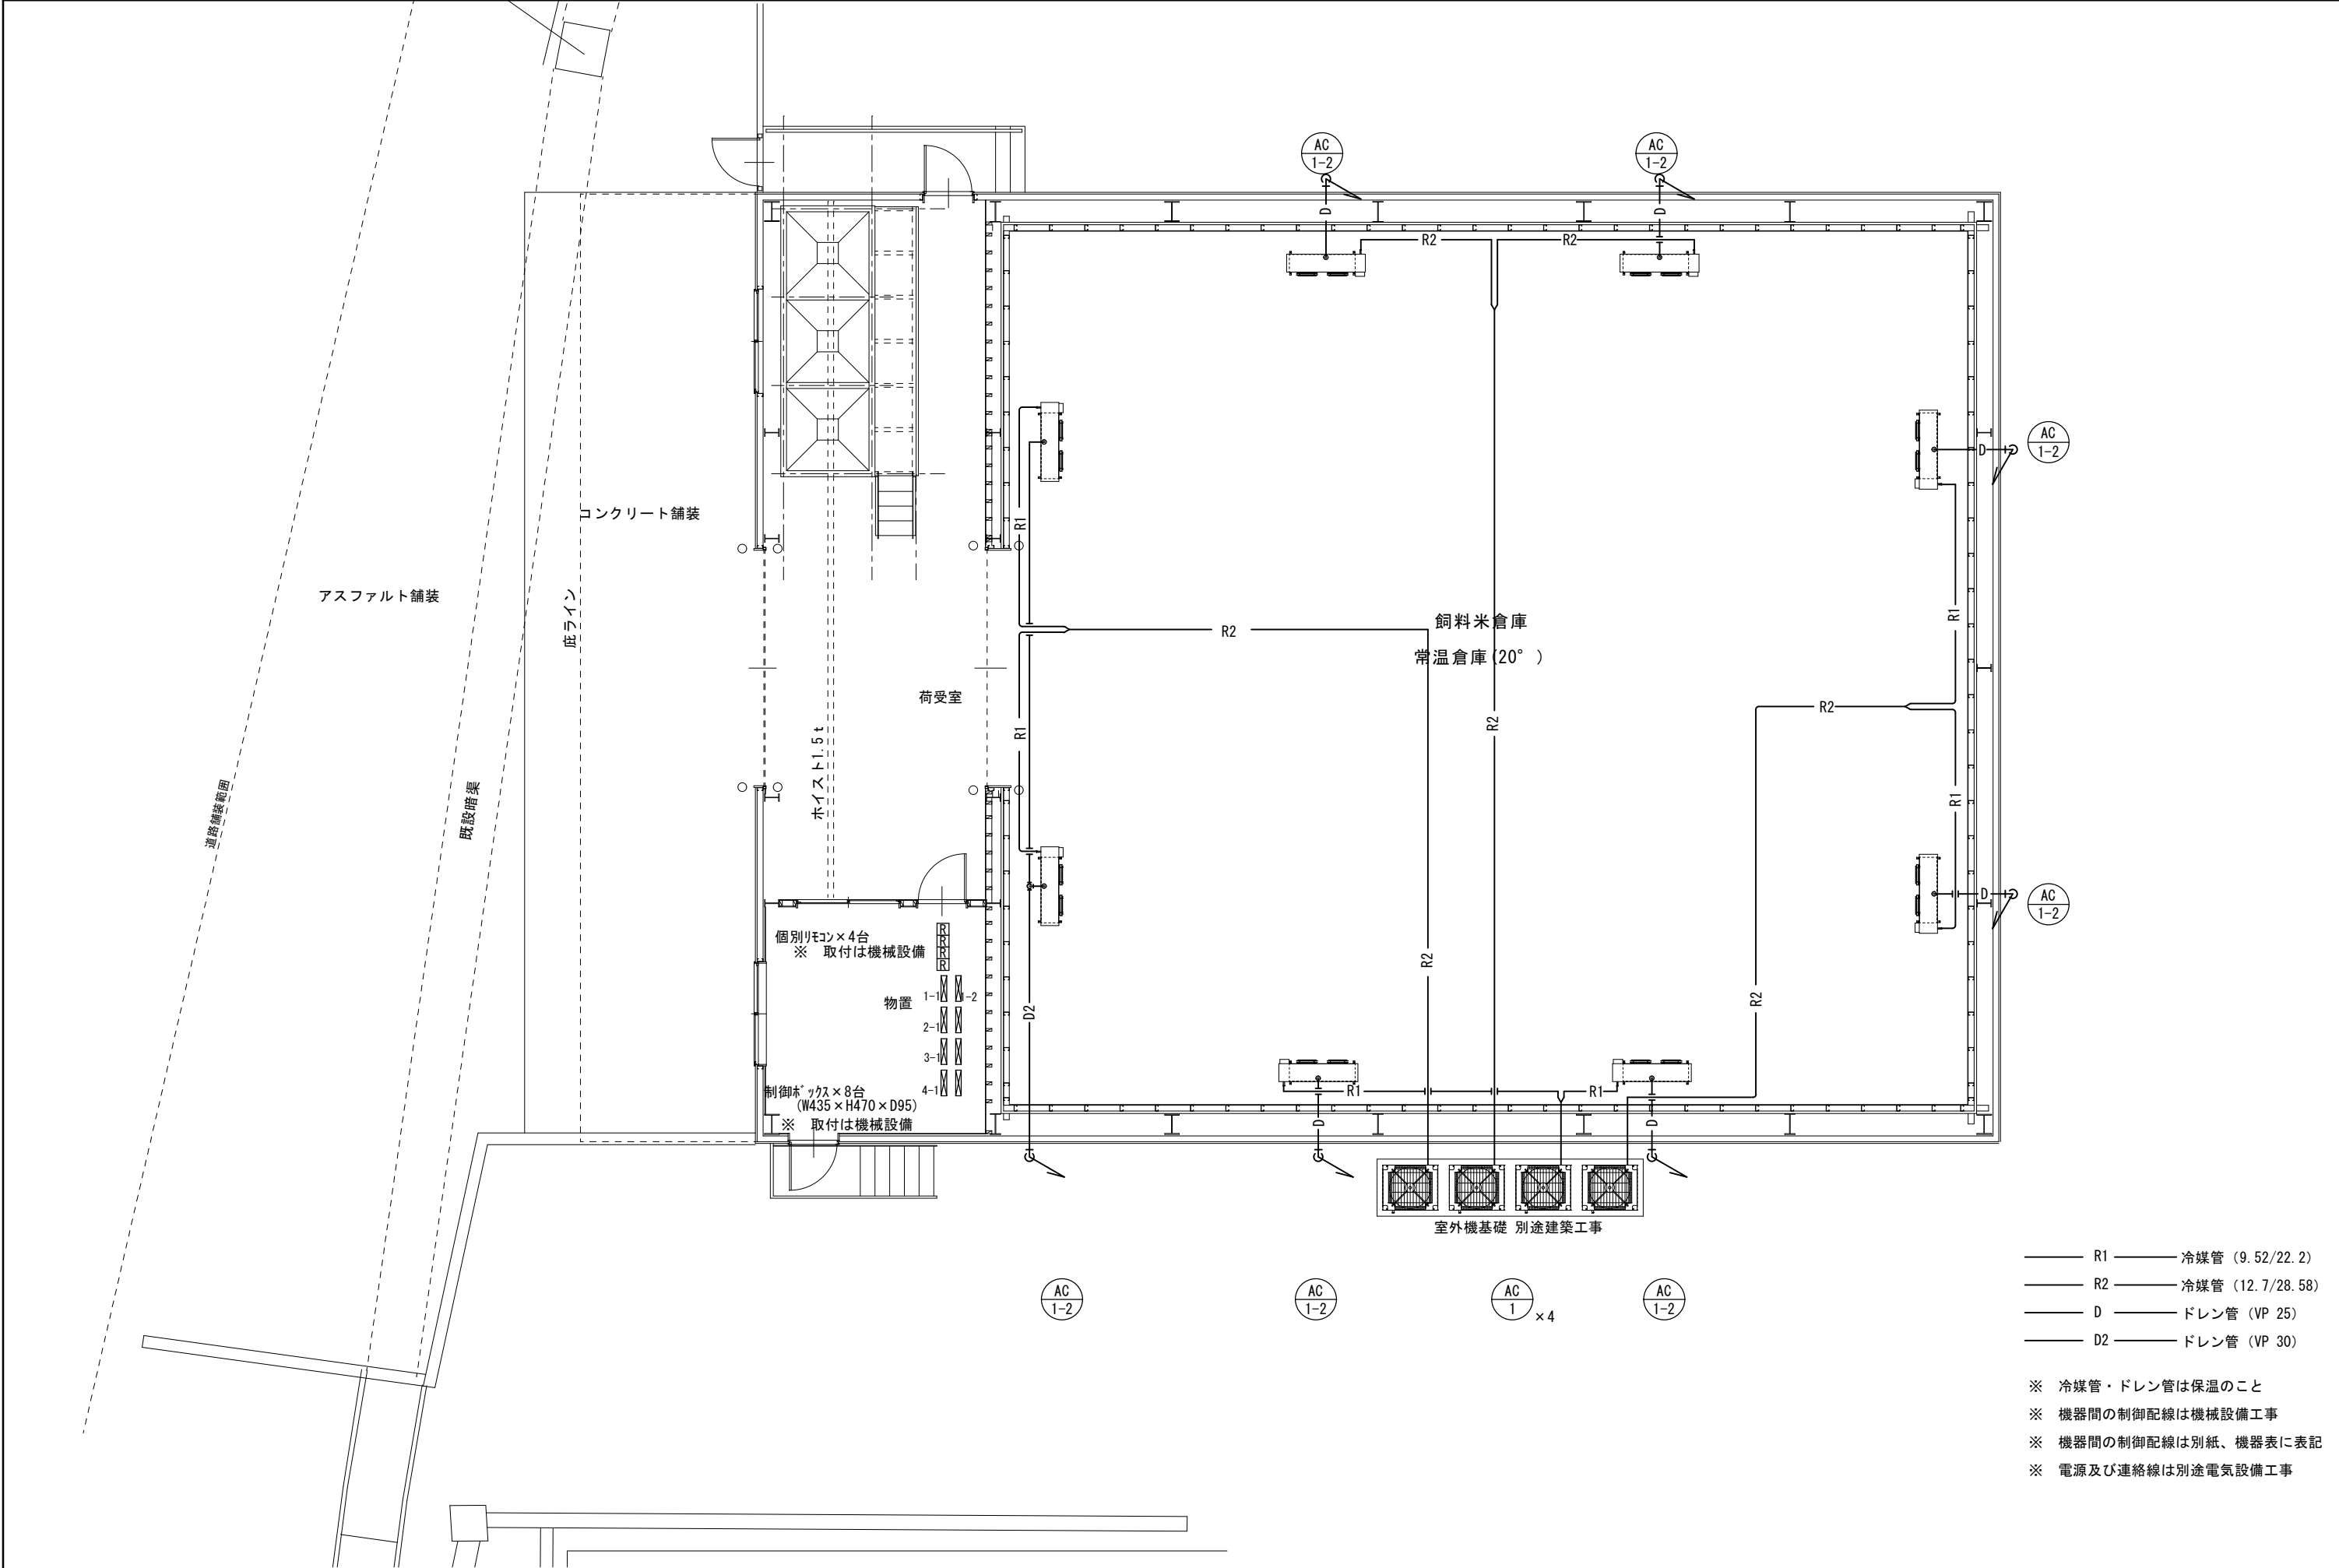 AC
1-2
AC
1-2
D
D
R2
R2
AC
1-2
D
コンクリート舗装
R1
アスファルト舗装
庇ライン
飼料米倉庫
R1
R2
常温倉庫(20°)
荷受室
R2
R1
R2
ホイスト1.5t
既設暗渠
道路舗装範囲
R1
AC
1-2
D
個別ﾘﾓｺﾝ×4台
※ 取付は機械設備
R
R
R
R
R2
物置
1-1
1-2
R2
D2
2-1
3-1
4-1
制御ﾎﾞｯｸｽ×8台
(W435×H470×D95)
※ 取付は機械設備
R1
R1
D
D
室外機基礎 別途建築工事
AC
1-2
AC
1-2
AC
1
×4
AC
1-2
R1 冷媒管 (9.52/22.2)
R2 冷媒管 (12.7/28.58)
D ドレン管 (VP 25)
D2 ドレン管 (VP 30)
※ 冷媒管・ドレン管は保温のこと
※ 機器間の制御配線は機械設備工事
※ 機器間の制御配線は別紙、機器表に表記
※ 電源及び連絡線は別途電気設備工事